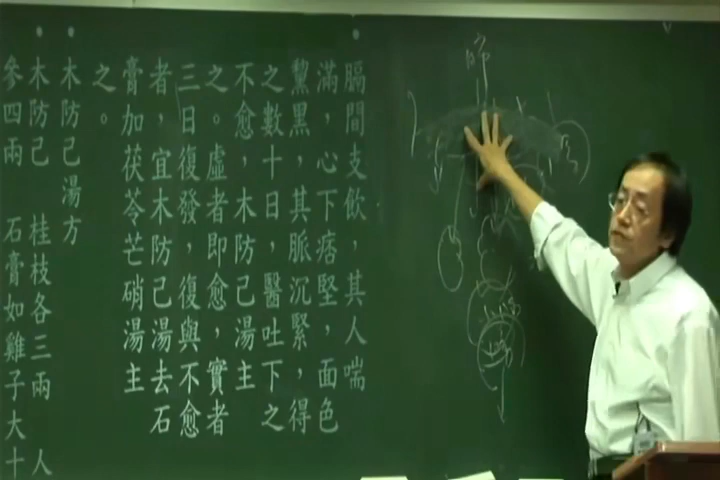 • 膈間支飲，其人喘
滿，心下痞堅，面色
黧黑，其脈沉緊，得
之數十日，醫吐下之
不愈，木防己湯主
之。虛者即愈，實者
三日復發，復與不愈
者，宜木防己湯去石
膏加茯苓芒硝湯主
之。
• 木防己湯方
• 木防己　桂枝各三兩　人
參四兩　石膏如雞子大十
肺